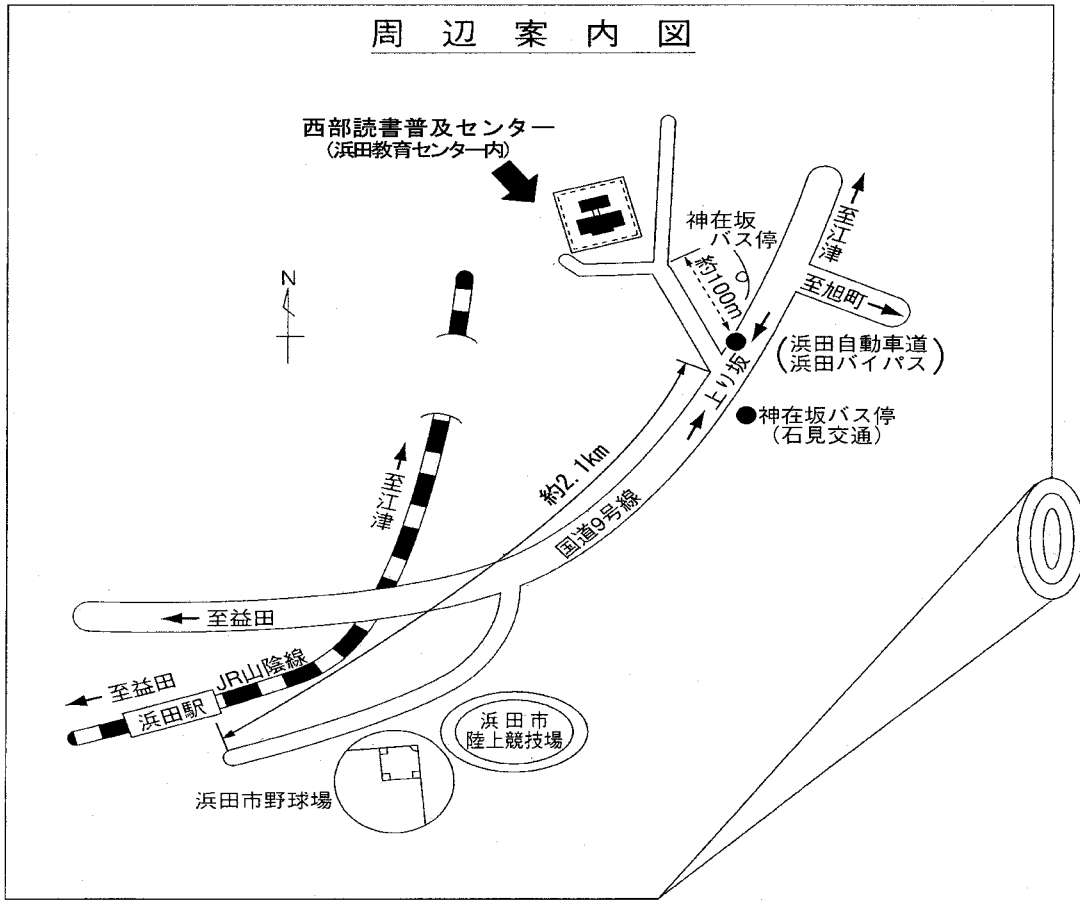 周辺案内図
西部読書普及センター
(浜田教育センター内)
神在坂
バス停
至江津
約100m
至旭町
(浜田自動車道
浜田バイパス)
上り坂
神在坂バス停
(石見交通)
N
至江津
約2.1km
国道9号線
至益田
至益田
JR山陰線
浜田駅
浜田市
陸上競技場
浜田市野球場